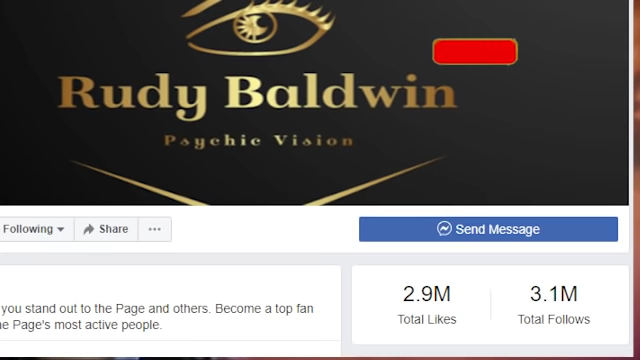 Rudy Baldwin
Psychic Vision
Following
Share
...
Send Message
you stand out to the Page and others. Become a top fan
Page's most active people.
2.9M
Total Likes
3.1M
Total Follows